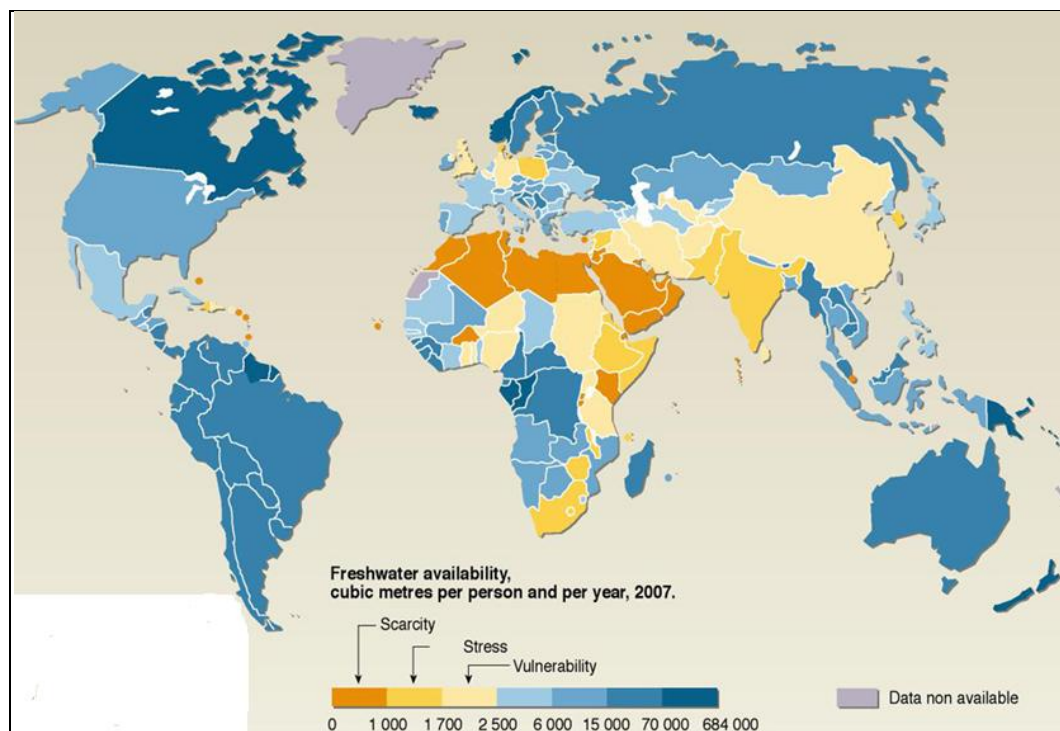 Freshwater availability,
cubic metres per person and per year, 2007.
Scarcity
Stress
Vulnerability
0 1 000 1 700 2 500 6 000 15 000 70 000 684 000
Data non available